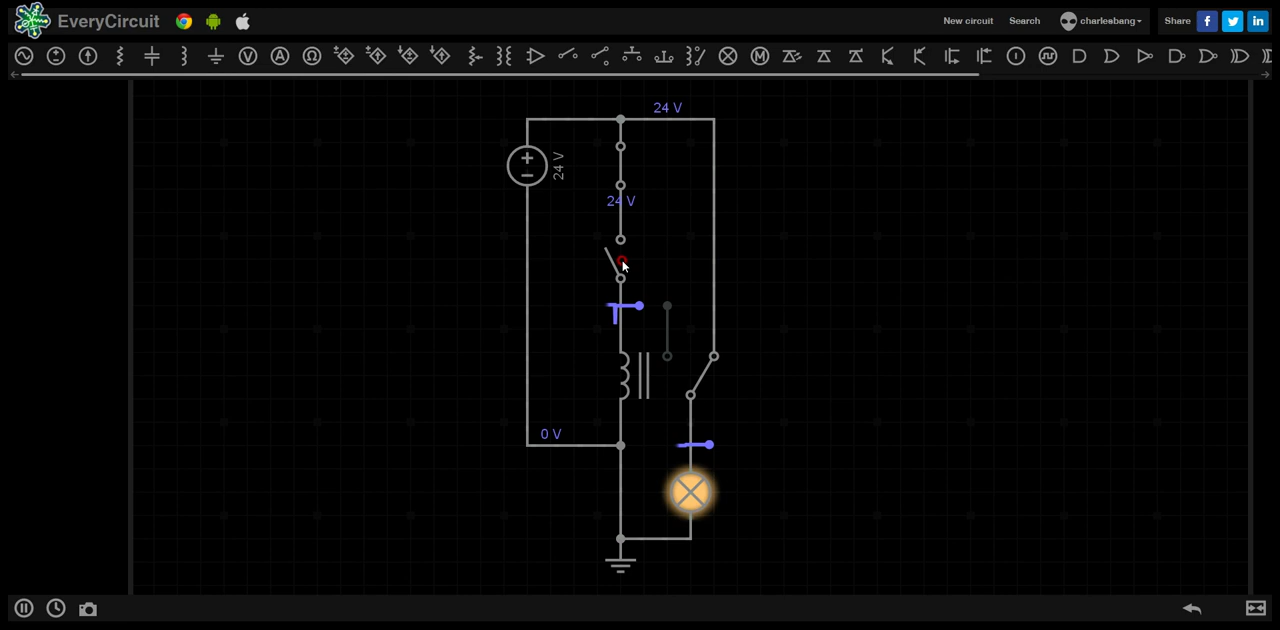 EveryCircuit
New circuit
Search
charlesbang
Share
24 V
24 V
24 V
0 V